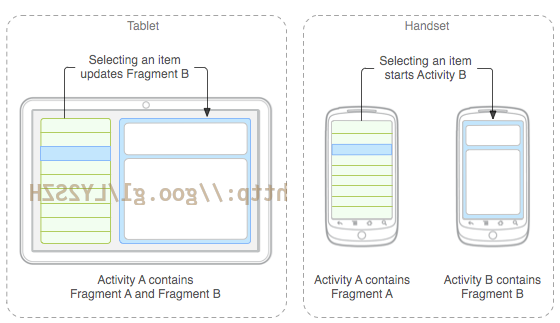 Tablet
Selecting an item
updates Fragment B
http://goo.gl/LY2SZH
Activity A contains
Fragment A and Fragment B
Handset
Selecting an item
starts Activity B
Activity A contains
Fragment A
Activity B contains
Fragment B